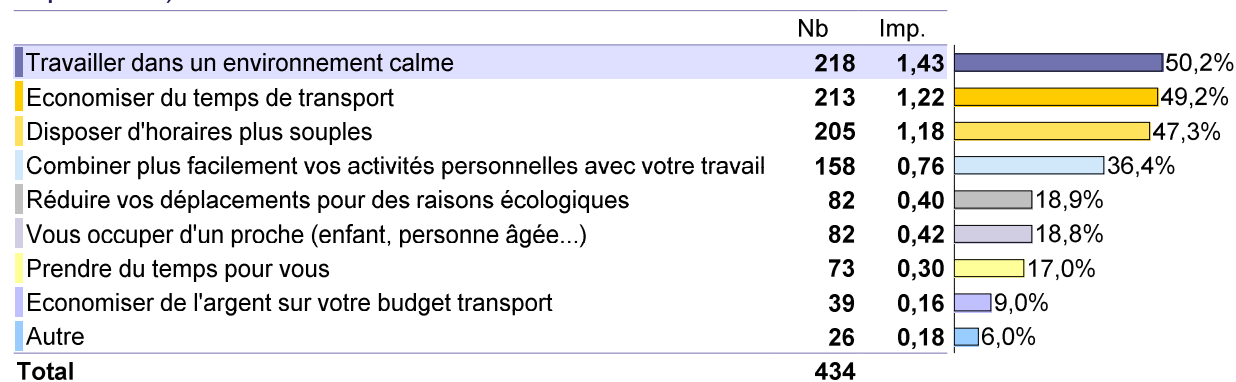 Nb Imp.
Travailler dans un environnement calme 218 1,43 50,2%
Economiser du temps de transport 213 1,22 49,2%
Disposer d'horaires plus souples 205 1,18 47,3%
Combiner plus facilement vos activités personnelles avec votre travail 158 0,76 36,4%
Réduire vos déplacements pour des raisons écologiques 82 0,40 18,9%
Vous occuper d'un proche (enfant, personne âgée...) 82 0,42 18,8%
Prendre du temps pour vous 73 0,30 17,0%
Economiser de l'argent sur votre budget transport 39 0,16 9,0%
Autre 26 0,18 6,0%
Total 434